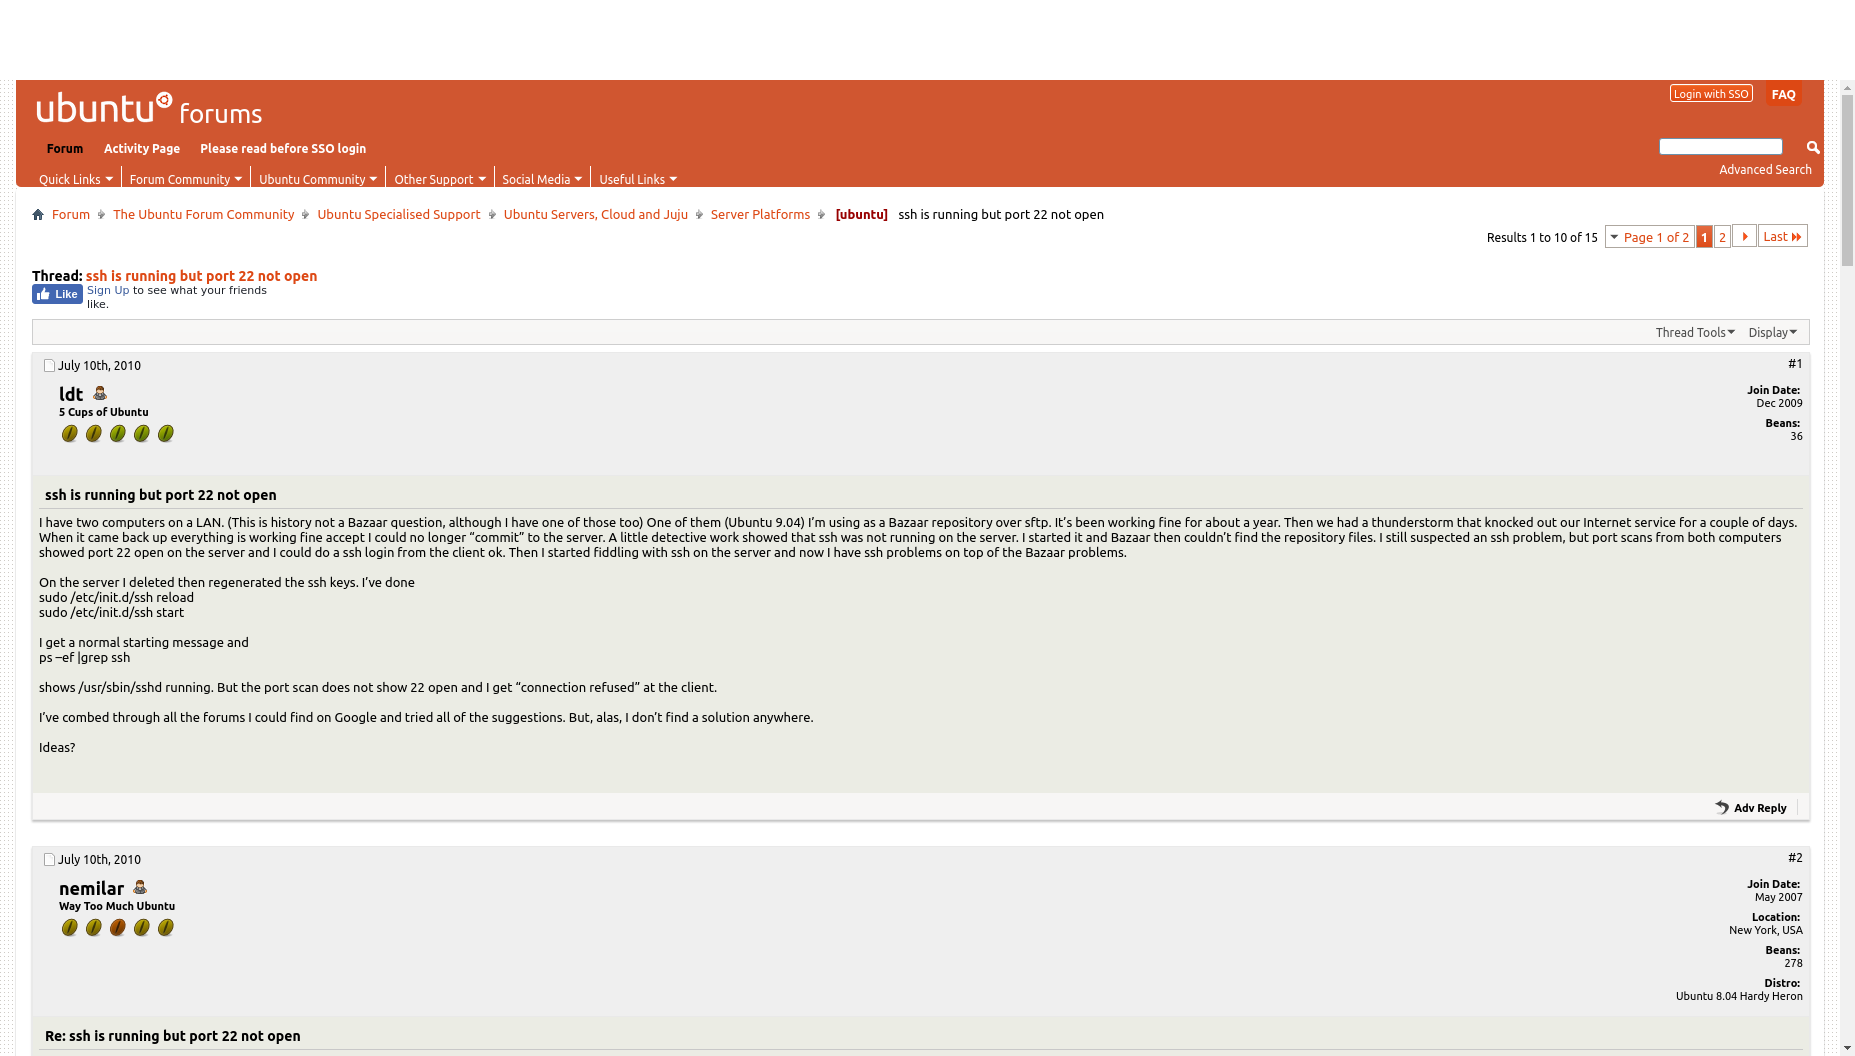 ubuntu forums
Login with SSO FAQ
Forum Activity Page Please read before SSO login
Advanced Search
Quick Links Forum Community Ubuntu Community Other Support Social Media Useful Links
Forum The Ubuntu Forum Community Ubuntu Specialised Support Ubuntu Servers, Cloud and Juju Server Platforms [ubuntu] ssh is running but port 22 not open
Results 1 to 10 of 15 Page 1 of 2 1 2 Last
Thread: ssh is running but port 22 not open
Like Sign Up to see what your friends
like.
Thread Tools Display
July 10th, 2010 #1
ldt
5 Cups of Ubuntu
Join Date:
Dec 2009
Beans:
36
ssh is running but port 22 not open
I have two computers on a LAN. (This is history not a Bazaar question, although I have one of those too) One of them (Ubuntu 9.04) I’m using as a Bazaar repository over sftp. It’s been working fine for about a year. Then we had a thunderstorm that knocked out our Internet service for a couple of days.
When it came back up everything is working fine accept I could no longer “commit” to the server. A little detective work showed that ssh was not running on the server. I started it and Bazaar then couldn’t find the repository files. I still suspected an ssh problem, but port scans from both computers
showed port 22 open on the server and I could do a ssh login from the client ok. Then I started fiddling with ssh on the server and now I have ssh problems on top of the Bazaar problems.
On the server I deleted then regenerated the ssh keys. I’ve done
sudo /etc/init.d/ssh reload
sudo /etc/init.d/ssh start
I get a normal starting message and
ps –ef |grep ssh
shows /usr/sbin/sshd running. But the port scan does not show 22 open and I get “connection refused” at the client.
I’ve combed through all the forums I could find on Google and tried all of the suggestions. But, alas, I don’t find a solution anywhere.
Ideas?
Adv Reply
July 10th, 2010 #2
nemilar
Way Too Much Ubuntu
Join Date:
May 2007
Location:
New York, USA
Beans:
278
Distro:
Ubuntu 8.04 Hardy Heron
Re: ssh is running but port 22 not open